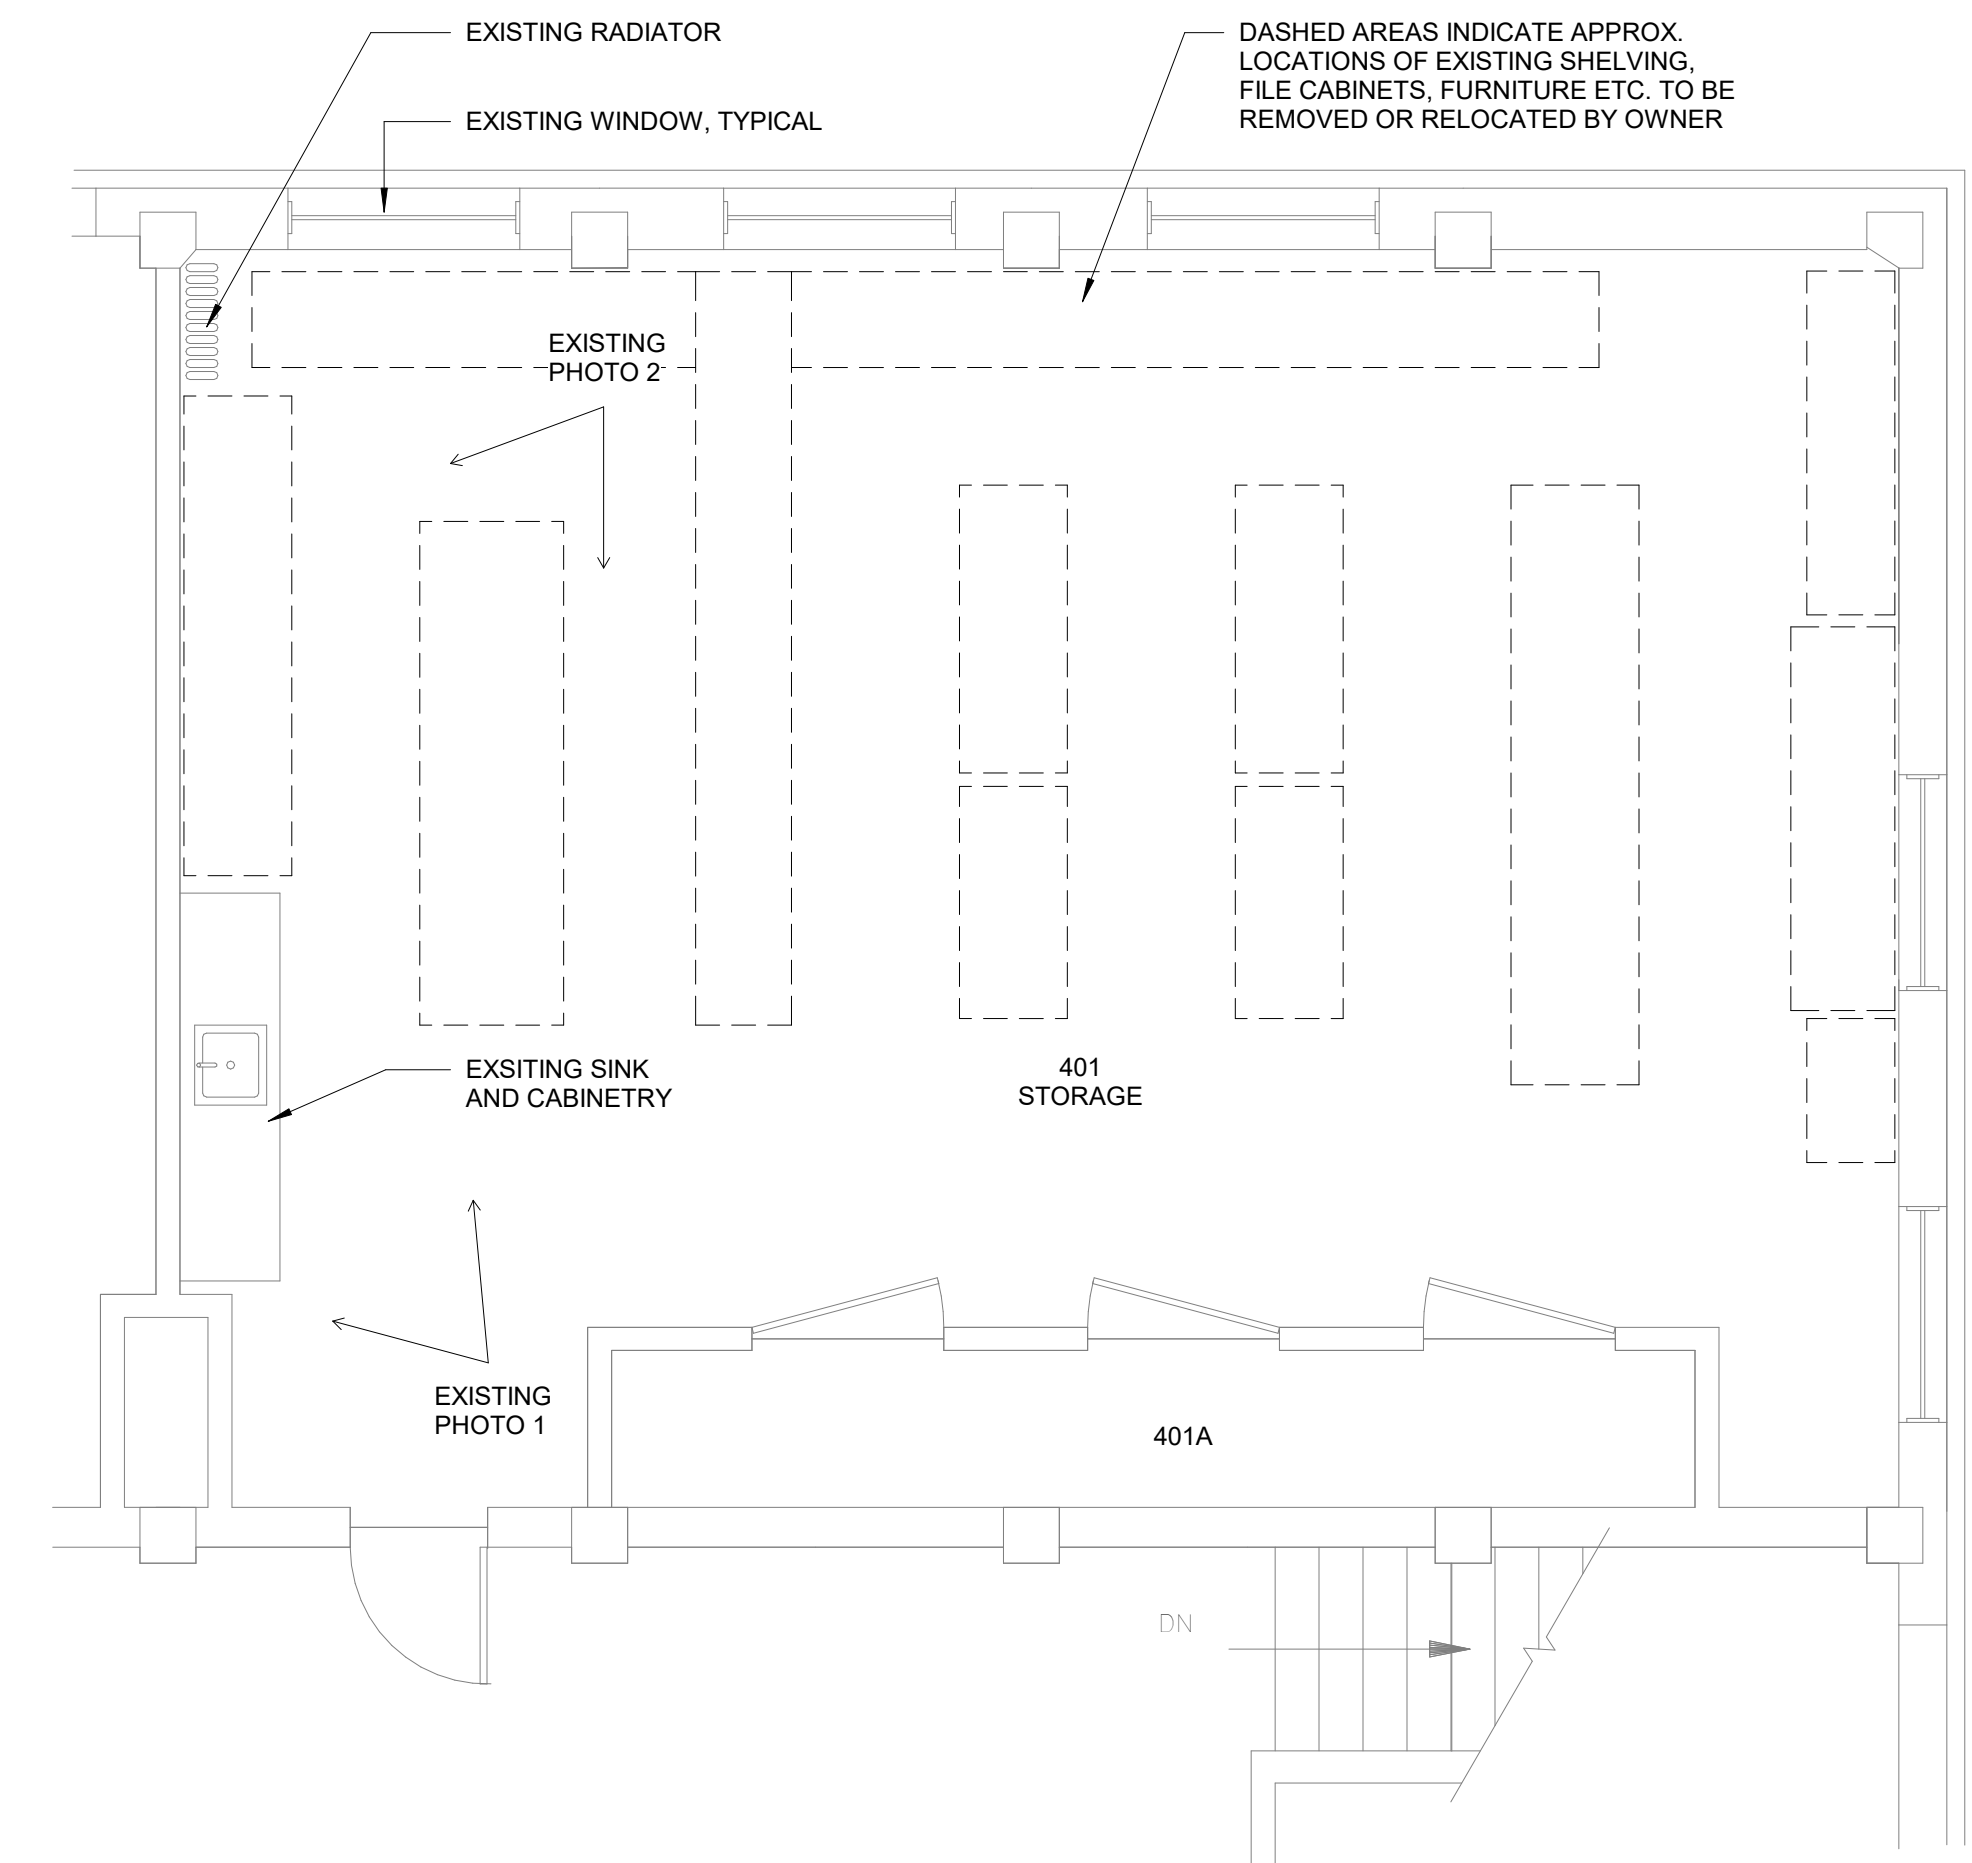 EXISTING RADIATOR
EXISTING WINDOW, TYPICAL
DASHED AREAS INDICATE APPROX.
LOCATIONS OF EXISTING SHELVING,
FILE CABINETS, FURNITURE ETC. TO BE
REMOVED OR RELOCATED BY OWNER
EXISTING
PHOTO 2
EXSITING SINK
AND CABINETRY
401
STORAGE
EXISTING
PHOTO 1
401A
DN